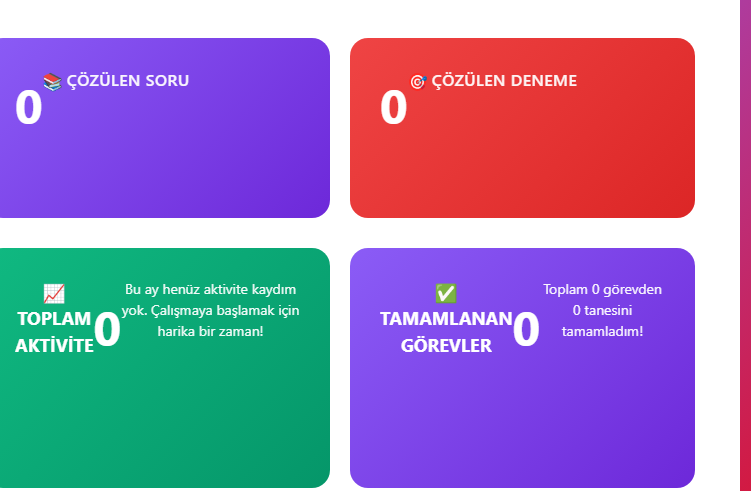 📚 ÇÖZÜLEN SORU
0
🎯 ÇÖZÜLEN DENEME
0
📈
TOPLAM
AKTİVİTE
0
Bu ay henüz aktivite kaydım
yok. Çalışmaya başlamak için
harika bir zaman!
✅
TAMAMLANAN
GÖREVLER
0
Toplam 0 görevden
0 tanesini
tamamladım!